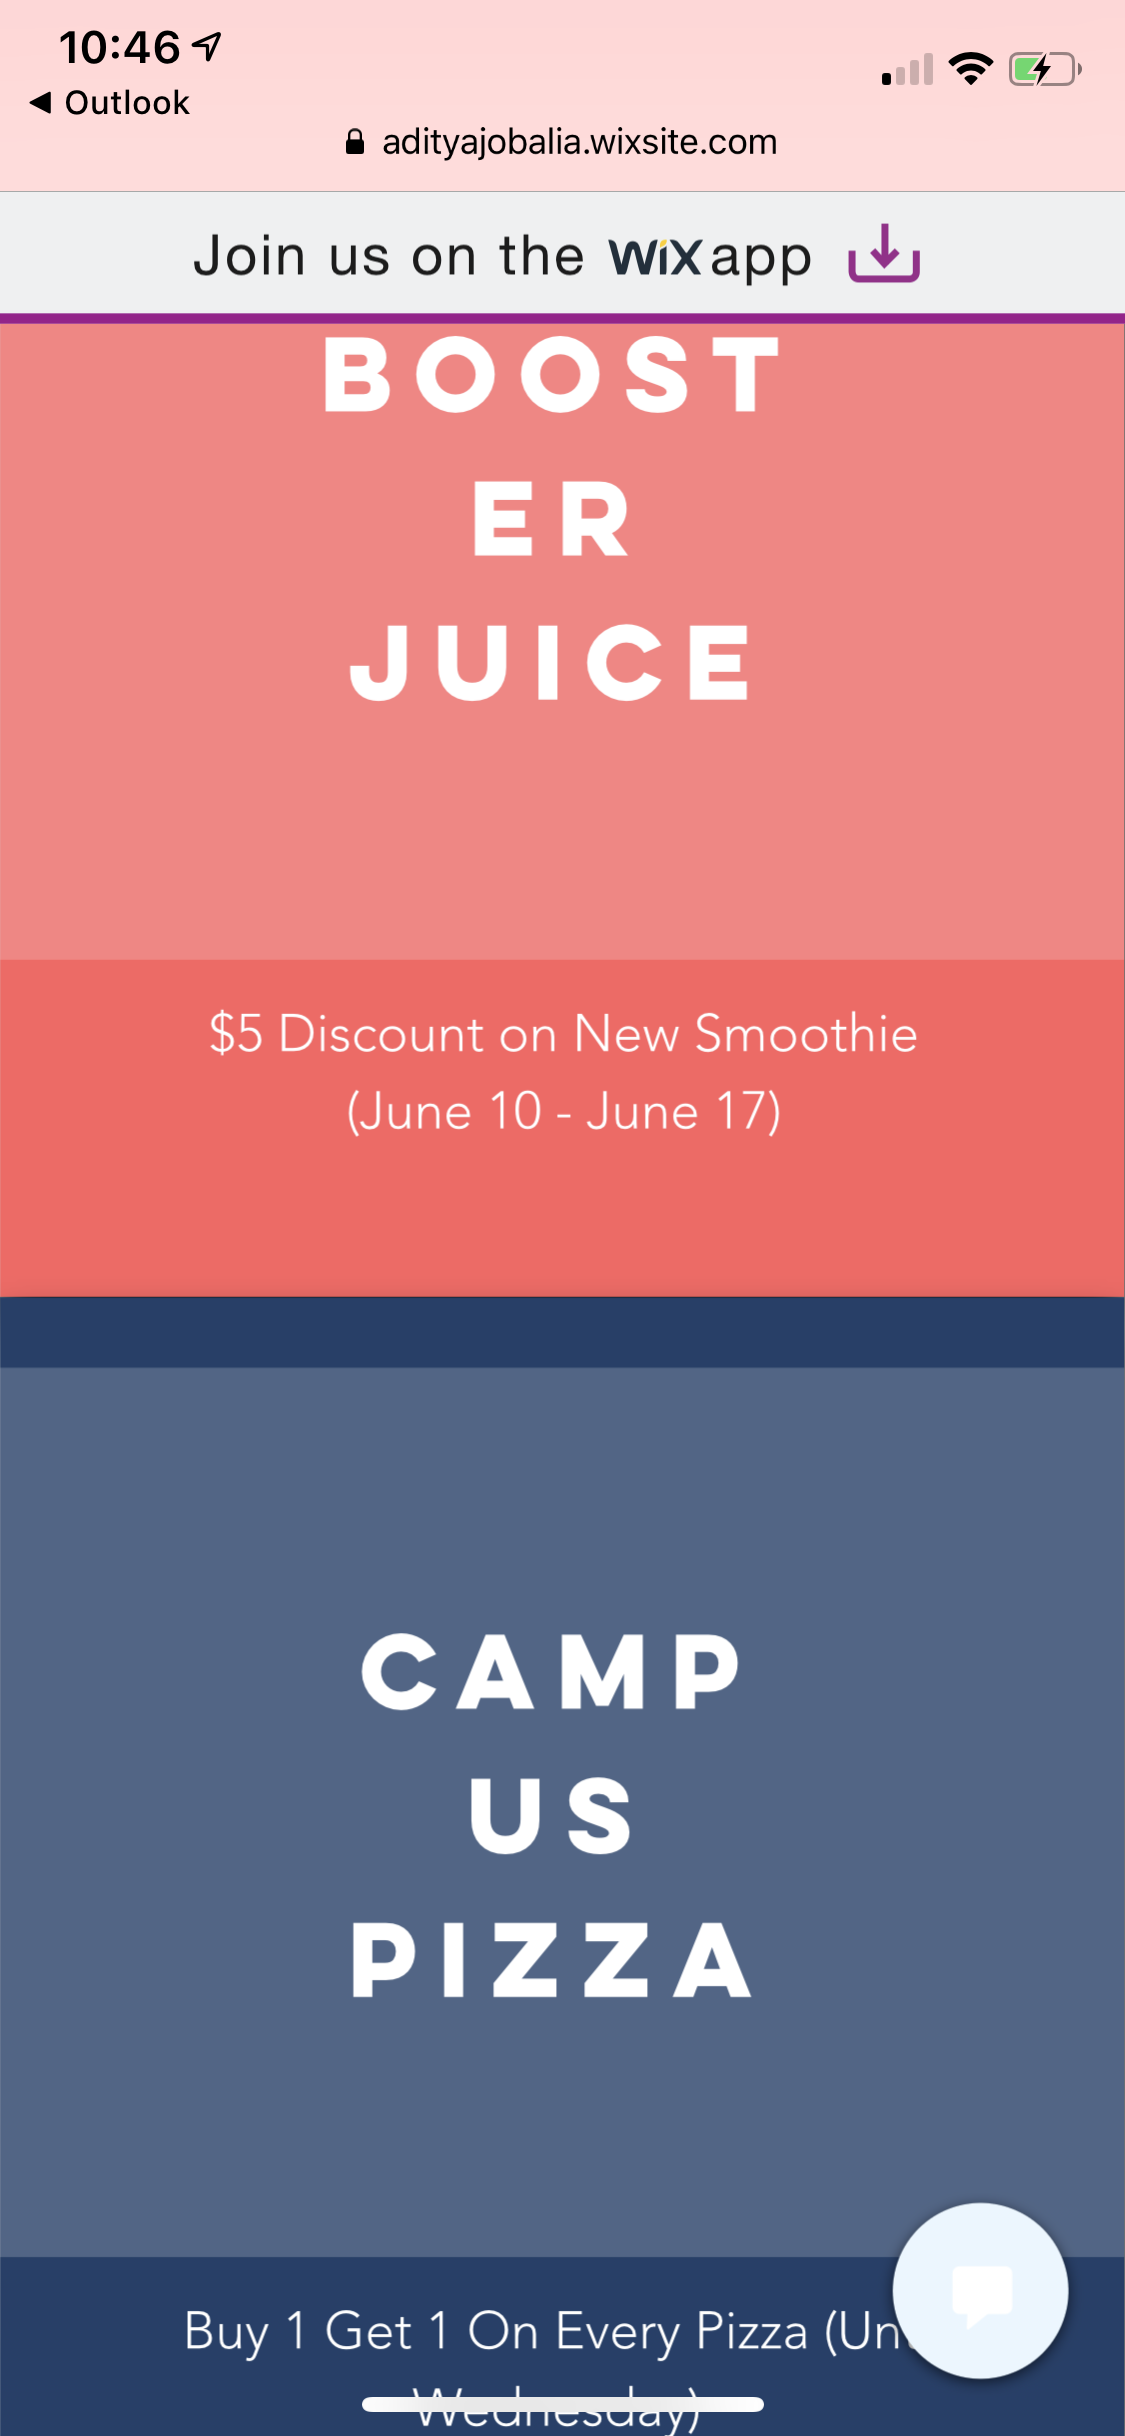 10:46
◀ Outlook
adityajobalia.wixsite.com
Join us on the WiX app
BOOST
ER
JUICE
$5 Discount on New Smoothie
(June 10 - June 17)
CAMP
US
PIZZA
Buy 1 Get 1 On Every Pizza
Wednesday)